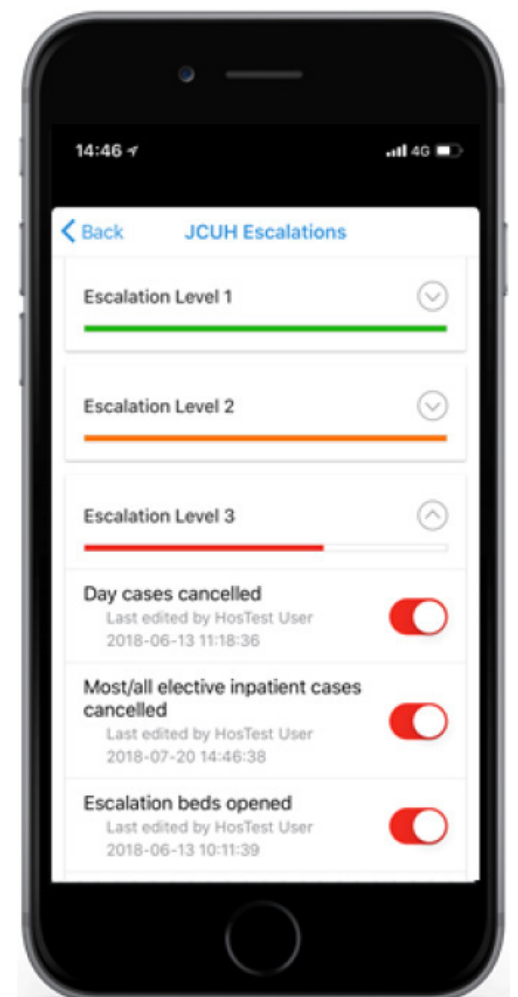 14:46 4G
Back JCUH Escalations
Escalation Level 1
Escalation Level 2
Escalation Level 3
Day cases cancelled
Last edited by HosTest User
2018-06-13 11:18:36
Most/all elective inpatient cases
cancelled
Last edited by HosTest User
2018-07-20 14:46:38
Escalation beds opened
Last edited by HosTest User
2018-06-13 10:11:39